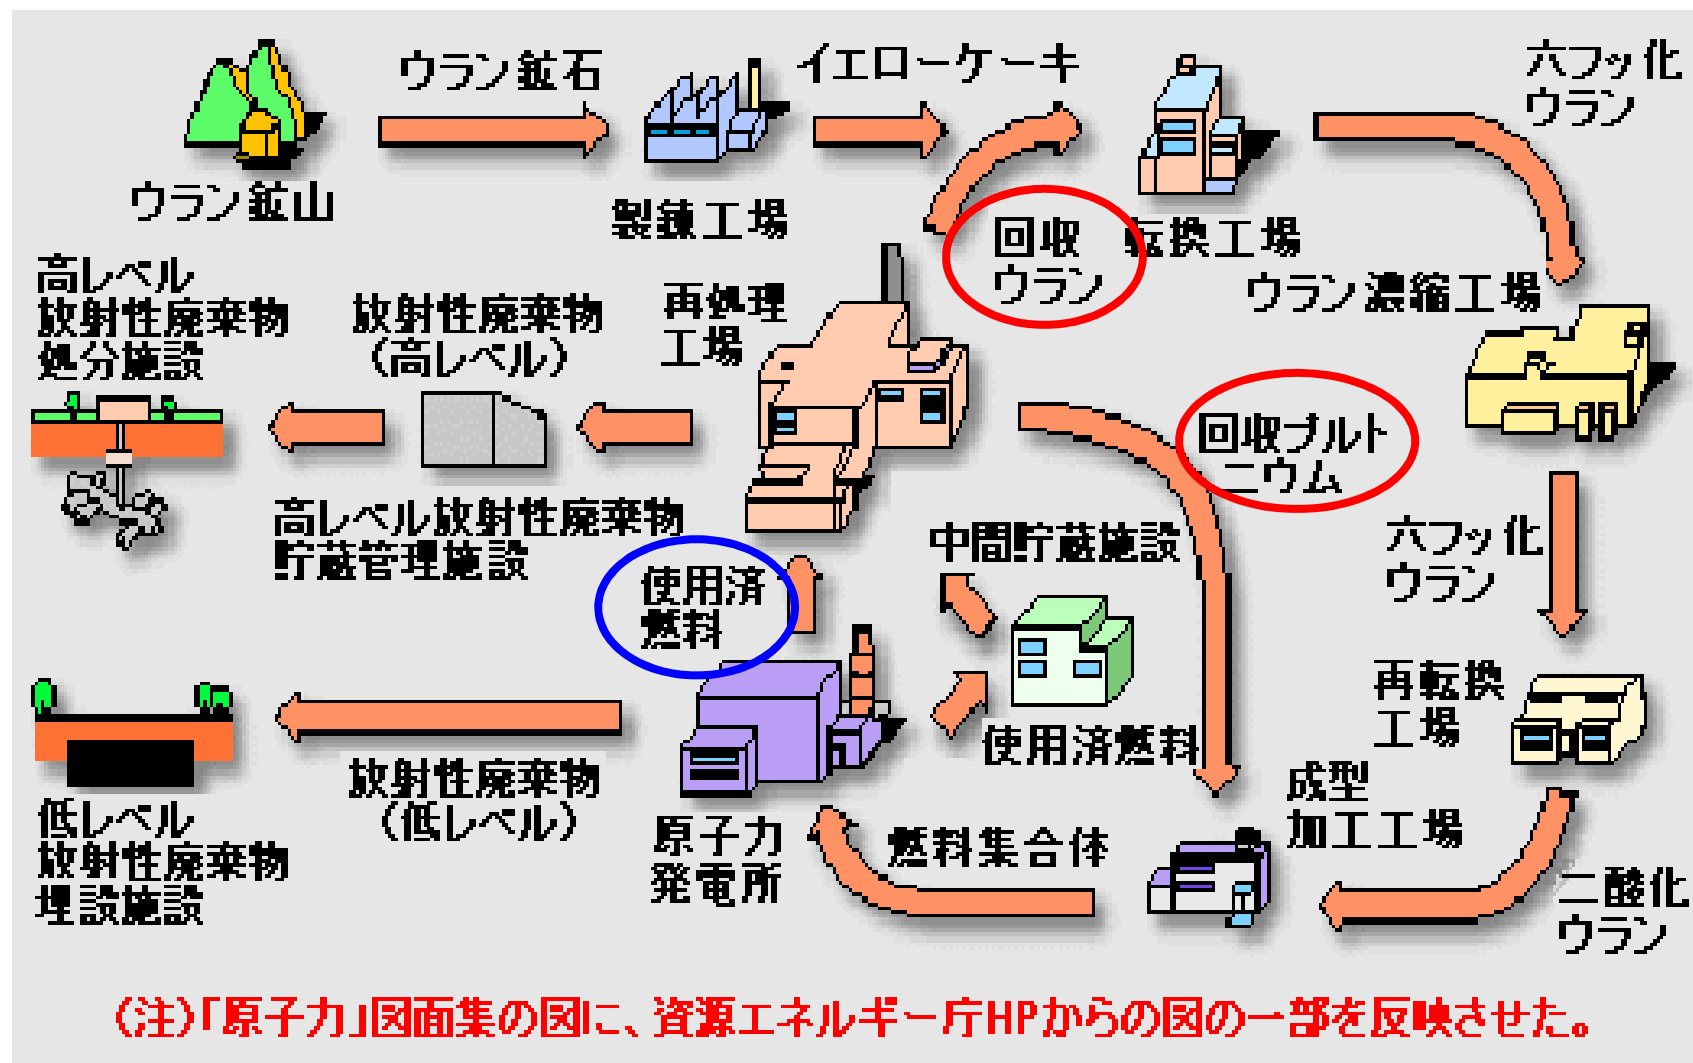 ウラン鉱石
イエローケーキ
六フッ化
ウラン
ウラン鉱山
製錬工場
回収
ウラン
転換工場
ウラン濃縮工場
高レベル
放射性廃棄物
処分施設
放射性廃棄物
(高レベル)
再処理
工場
回収プルト
ニウム
高レベル放射性廃棄物
貯蔵管理施設
使用済
燃料
中間貯蔵施設
六フッ化
ウラン
再転換
工場
使用済燃料
放射性廃棄物
(低レベル)
低レベル
放射性廃棄物
埋設施設
原子力
発電所
燃料集合体
成型
加工工場
二酸化
ウラン
(注)「原子力」図面集の図に、資源エネルギー庁HPからの図の一部を反映させた。